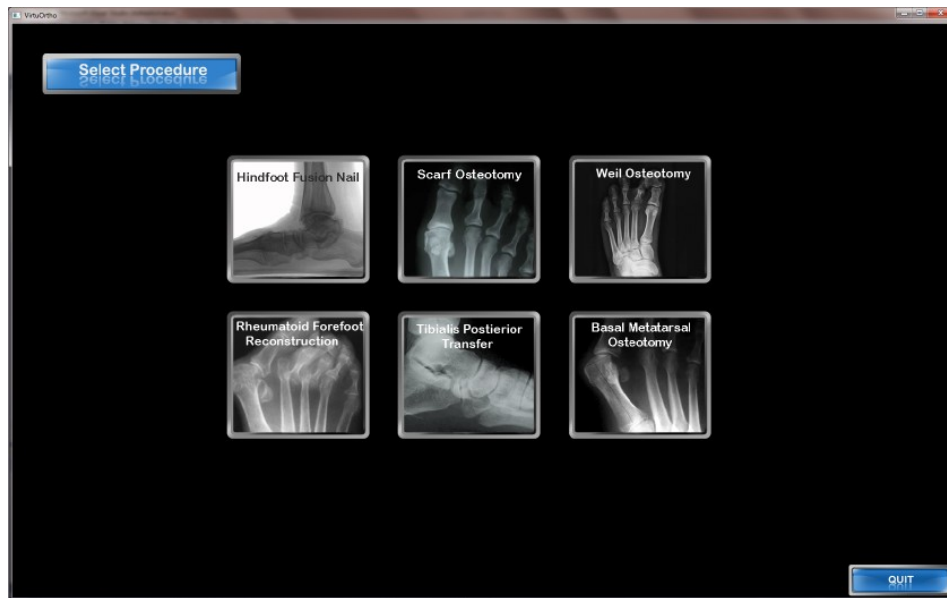 VirtuOrtho
Select Procedure
Hindfoot Fusion Nail
Scarf Osteotomy
Weil Osteotomy
Rheumatoid Forefoot
Reconstruction
Tibialis Postierior
Transfer
Basal Metatarsal
Osteotomy
QUIT